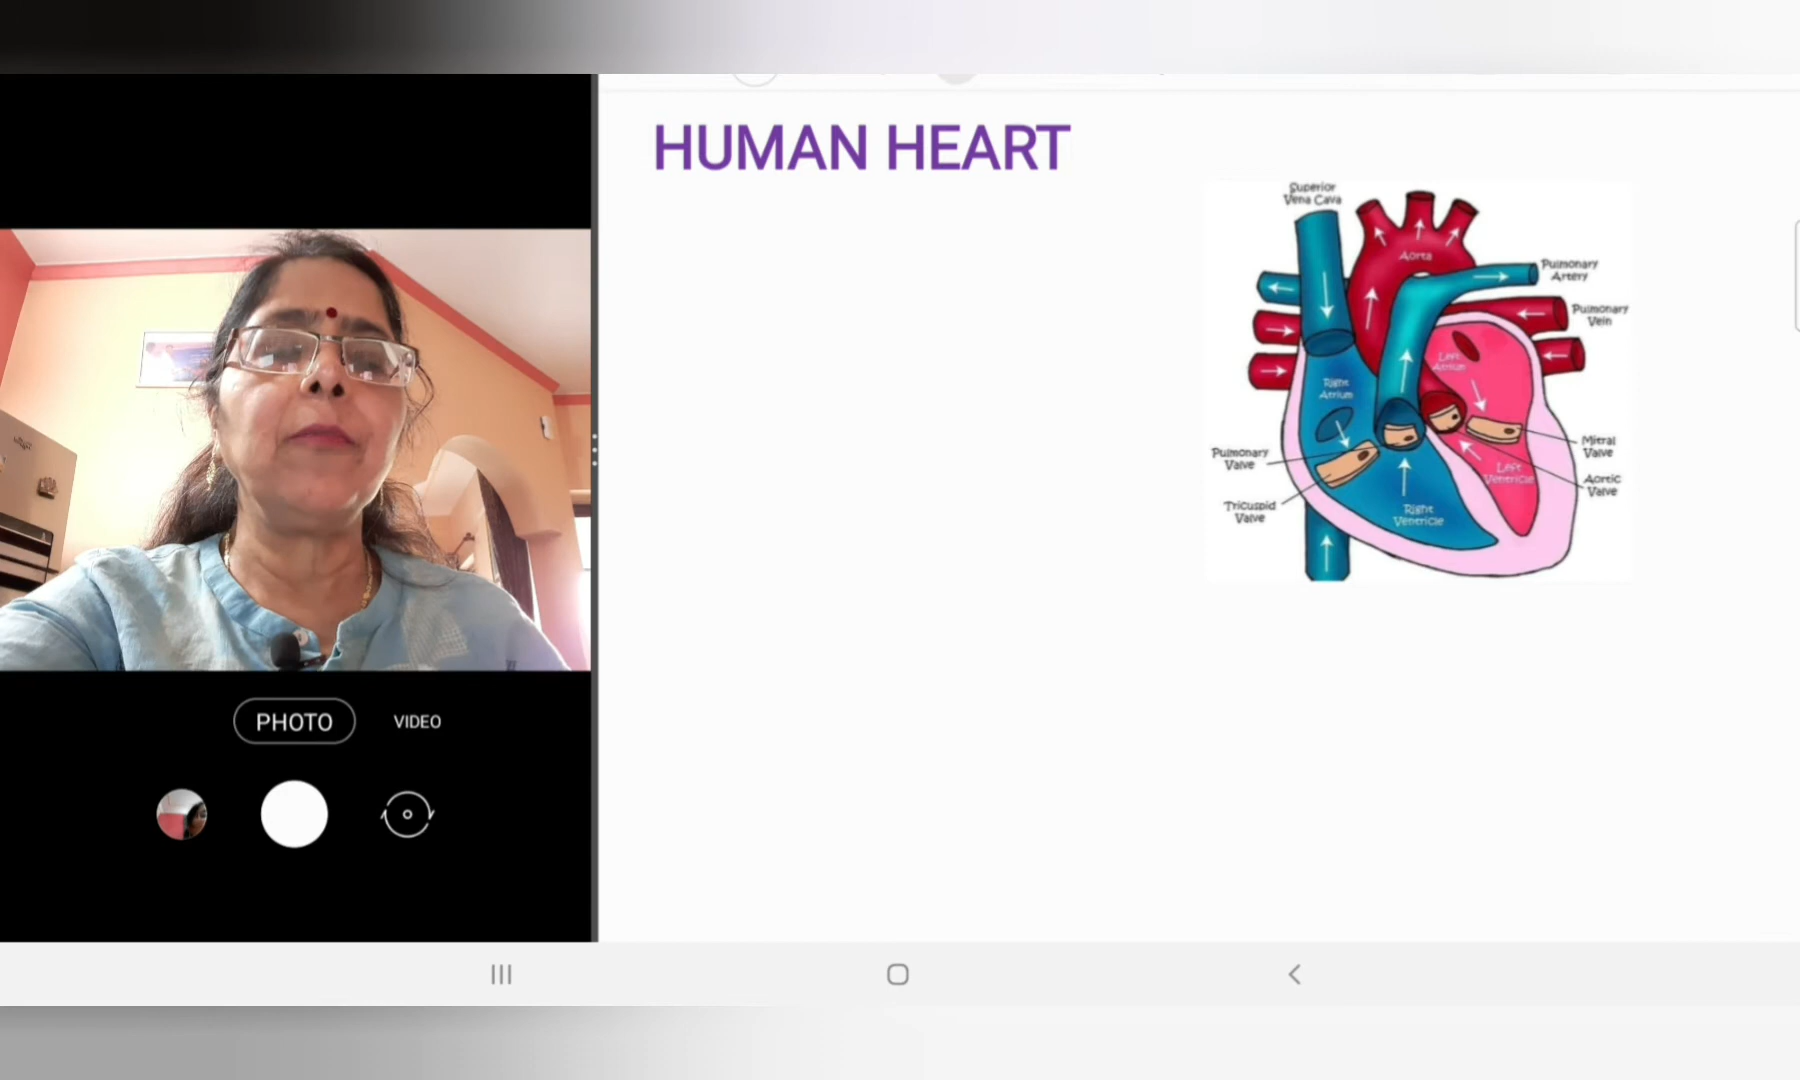 HUMAN HEART
Superior
Vena Cava
Aorta
Pulmonary
Artery
Pulmonary
Vein
Left
Atrium
Right
Atrium
Mitral
Valve
Pulmonary
Valve
Left
Ventricle
Aortic
Valve
Tricuspid
Valve
Right
Ventricle
PHOTO
VIDEO